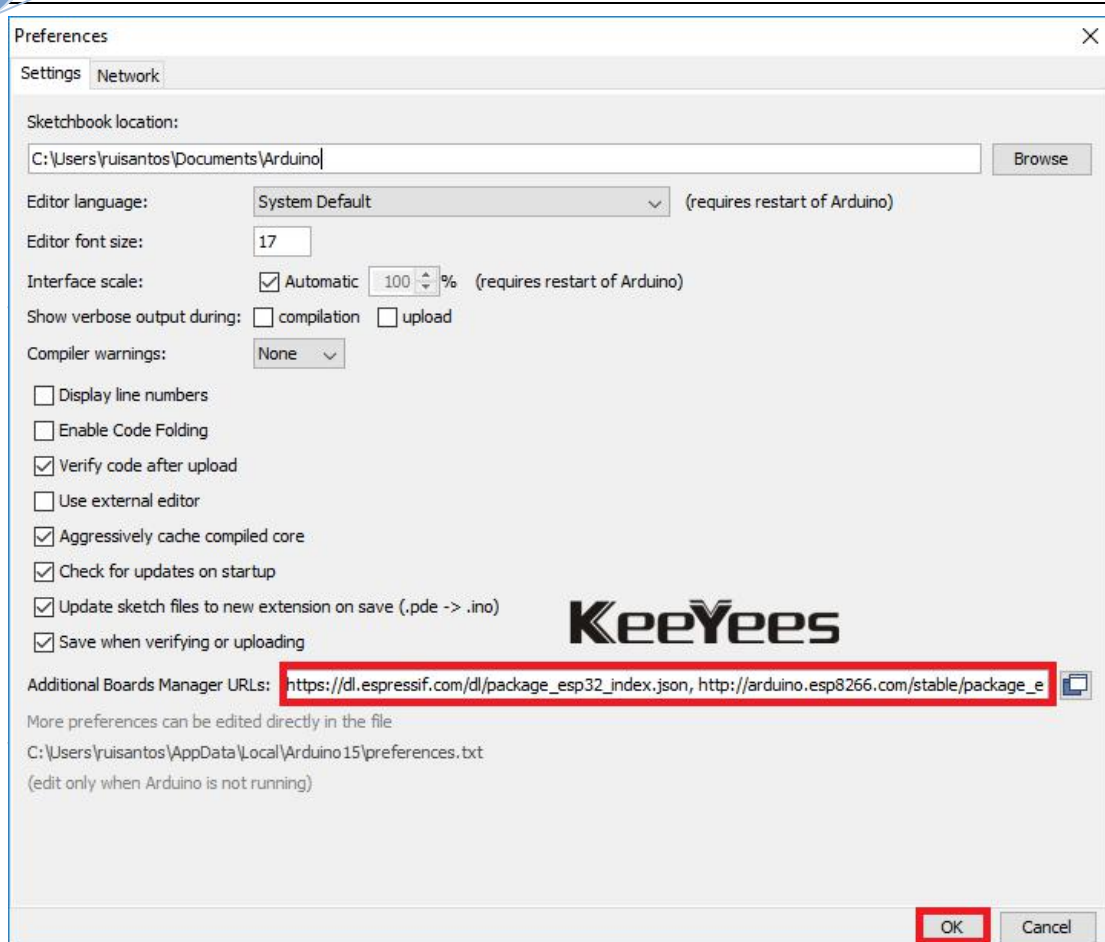 Preferences
Settings Network
Sketchbook location:
C:\Users\ruisantos\Documents\Arduino Browse
Editor language: System Default (requires restart of Arduino)
Editor font size: 17
Interface scale: Automatic 100 % (requires restart of Arduino)
Show verbose output during: compilation upload
Compiler warnings: None
Display line numbers
Enable Code Folding
Verify code after upload
Use external editor
Aggressively cache compiled core
Check for updates on startup
Update sketch files to new extension on save (.pde -> .ino)
KeeYees
Save when verifying or uploading
Additional Boards Manager URLs: https://dl.espressif.com/dl/package_esp32_index.json, http://arduino.esp8266.com/stable/package_e
More preferences can be edited directly in the file
C:\Users\ruisantos\AppData\Local\Arduino15\preferences.txt
(edit only when Arduino is not running)
OK Cancel